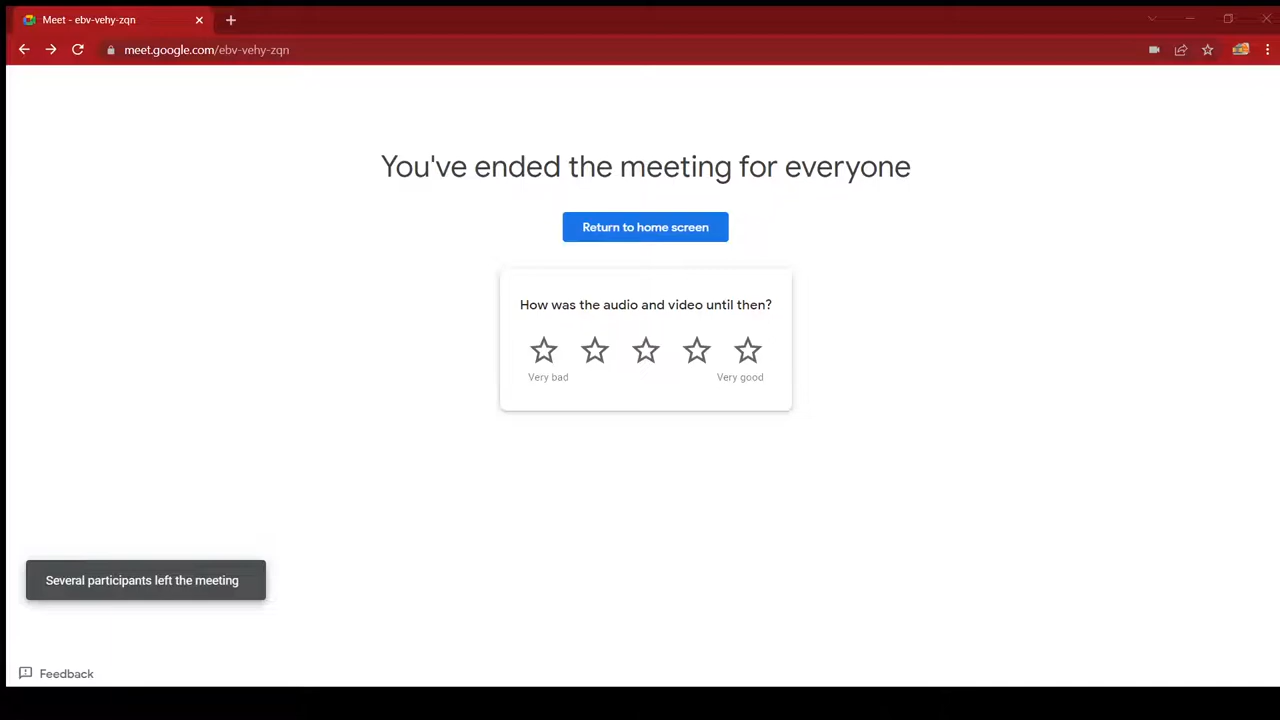 Meet - ebv-vehy-zqn
meet.google.com/ebv-vehy-zqn
You've ended the meeting for everyone
Return to home screen
How was the audio and video until then?
Very bad
Very good
Several participants left the meeting
Feedback